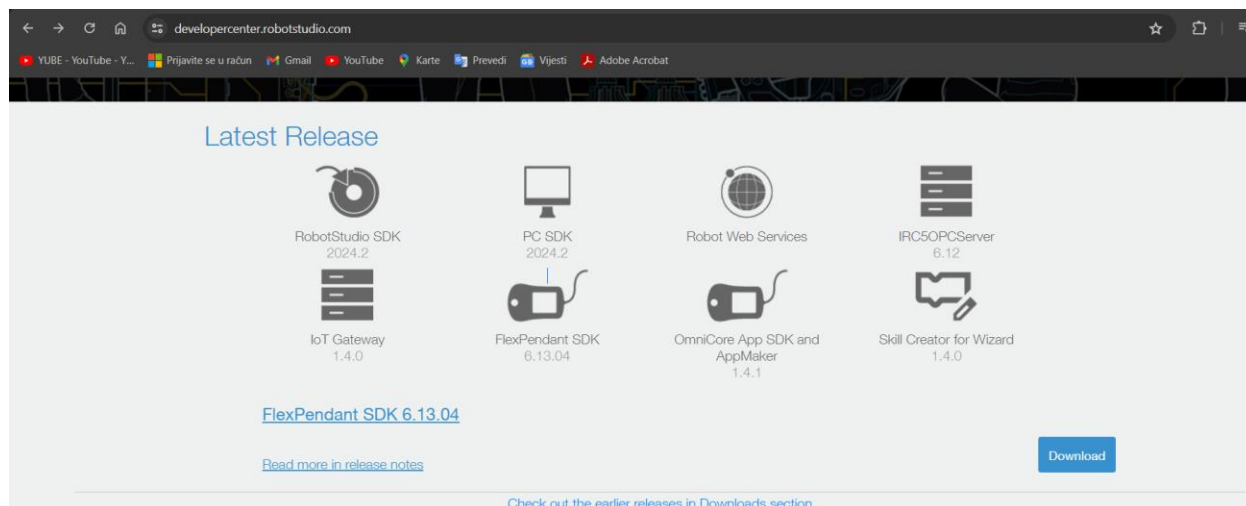 developercenter.robotstudio.com
YUBE - YouTube - Y... Prijavite se u račun Gmail YouTube Karte Prevedi Vijesti Adobe Acrobat
Latest Release
RobotStudio SDK PC SDK Robot Web Services IRC5OPCServer
2024.2 2024.2 6.12
IoT Gateway FlexPendant SDK OmniCore App SDK and Skill Creator for Wizard
1.4.0 6.13.04 AppMaker 1.4.0
1.4.1
FlexPendant SDK 6.13.04
Download
Read more in release notes
Check out the earlier releases in Downloads section